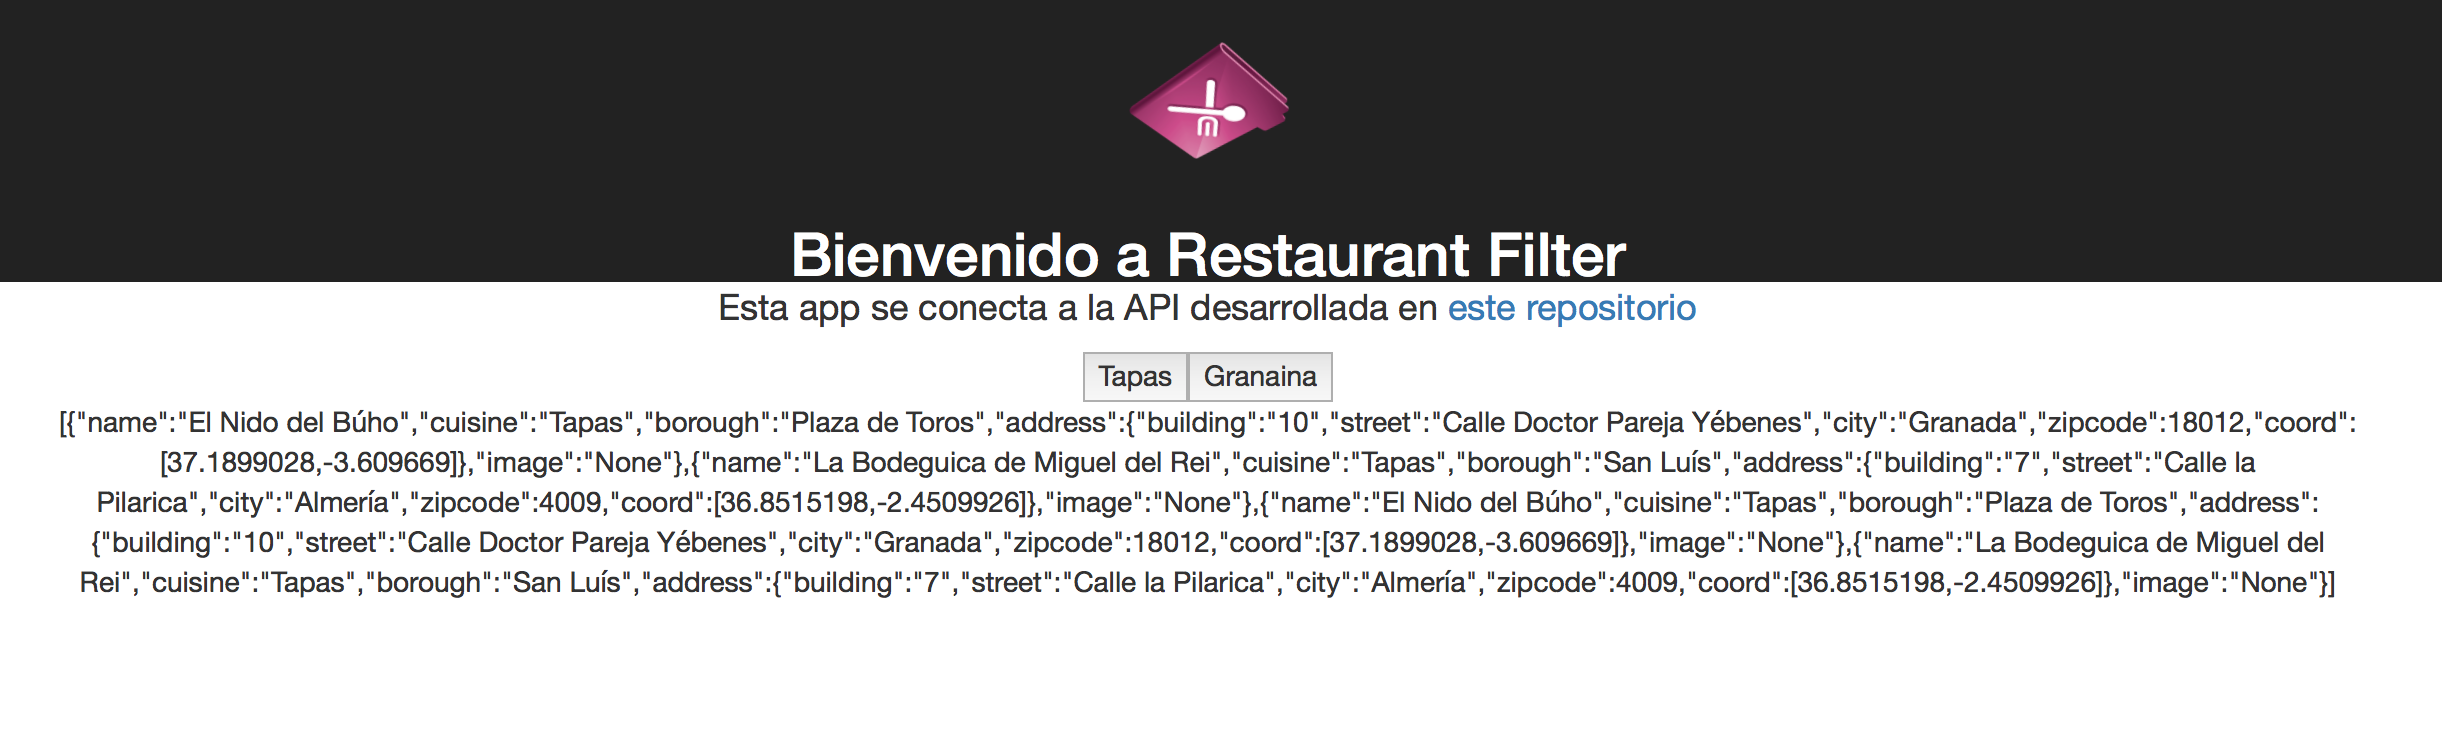 Bienvenido a Restaurant Filter
Esta app se conecta a la API desarrollada en este repositorio
Tapas Granaina
[{"name":"El Nido del Búho","cuisine":"Tapas","borough":"Plaza de Toros","address":{"building":"10","street":"Calle Doctor Pareja Yébenes","city":"Granada","zipcode":18012,"coord":
[37.1899028,-3.609669]},"image":"None"},{"name":"La Bodeguica de Miguel del Rei","cuisine":"Tapas","borough":"San Luís","address":{"building":"7","street":"Calle la
Pilarica","city":"Almería","zipcode":4009,"coord":[36.8515198,-2.4509926]},"image":"None"},{"name":"El Nido del Búho","cuisine":"Tapas","borough":"Plaza de Toros","address":
{"building":"10","street":"Calle Doctor Pareja Yébenes","city":"Granada","zipcode":18012,"coord":[37.1899028,-3.609669]},"image":"None"},{"name":"La Bodeguica de Miguel del
Rei","cuisine":"Tapas","borough":"San Luís","address":{"building":"7","street":"Calle la Pilarica","city":"Almería","zipcode":4009,"coord":[36.8515198,-2.4509926]},"image":"None"}]